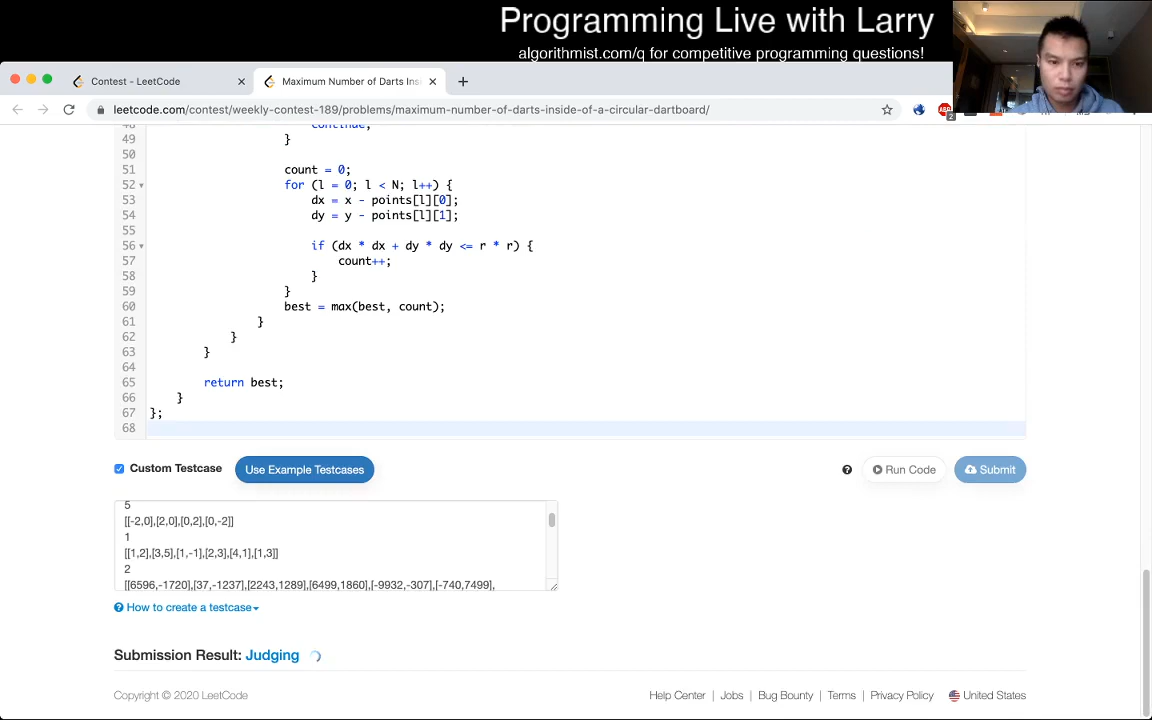 Programming Live with Larry
algorithmist.com/q for competitive programming questions!
Contest - LeetCode
Maximum Number of Darts Ins
leetcode.com/contest/weekly-contest-189/problems/maximum-number-of-darts-inside-of-a-circular-dartboard/
48 continue;
49 }
50
51 count = 0;
52 for (l = 0; l < N; l++) {
53 dx = x - points[l][0];
54 dy = y - points[l][1];
55
56 if (dx * dx + dy * dy <= r * r) {
57 count++;
58 }
59 }
60 best = max(best, count);
61 }
62 }
63 }
64
65 return best;
66 }
67 };
68
Custom Testcase Use Example Testcases Run Code Submit
5
[[-2,0],[2,0],[0,2],[0,-2]]
1
[[1,2],[3,5],[1,-1],[2,3],[4,1],[1,3]]
2
[[6596,-1720],[37,-1237],[2243,1289],[6499,1860],[-9932,-307],[-740,7499],
How to create a testcase
Submission Result: Judging
Copyright © 2020 LeetCode
Help Center | Jobs | Bug Bounty | Terms | Privacy Policy United States